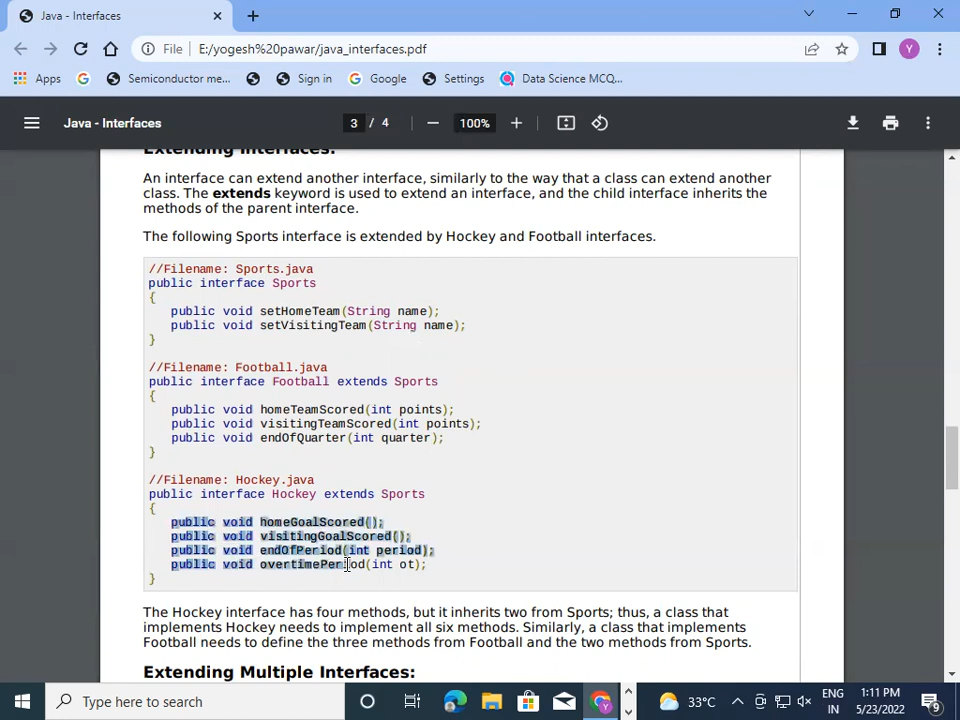 Java - Interfaces
File
E:/yogesh%20pawar/java_interfaces.pdf
Y
Apps
Semiconductor me...
Sign in
Google
Settings
Data Science MCQ...
Java - Interfaces
3 / 4
100%
Extending Interfaces:
An interface can extend another interface, similarly to the way that a class can extend another
class. The extends keyword is used to extend an interface, and the child interface inherits the
methods of the parent interface.
The following Sports interface is extended by Hockey and Football interfaces.
//Filename: Sports.java
public interface Sports
{
public void setHomeTeam(String name);
public void setVisitingTeam(String name);
}
//Filename: Football.java
public interface Football extends Sports
{
public void homeTeamScored(int points);
public void visitingTeamScored(int points);
public void endOfQuarter(int quarter);
}
//Filename: Hockey.java
public interface Hockey extends Sports
{
public void homeGoalScored();
public void visitingGoalScored();
public void endOfPeriod(int period);
public void overtimePeriod(int ot);
}
The Hockey interface has four methods, but it inherits two from Sports; thus, a class that
implements Hockey needs to implement all six methods. Similarly, a class that implements
Football needs to define the three methods from Football and the two methods from Sports.
Extending Multiple Interfaces:
Type here to search
33°C
ENG
IN
1:11 PM
5/23/2022
9